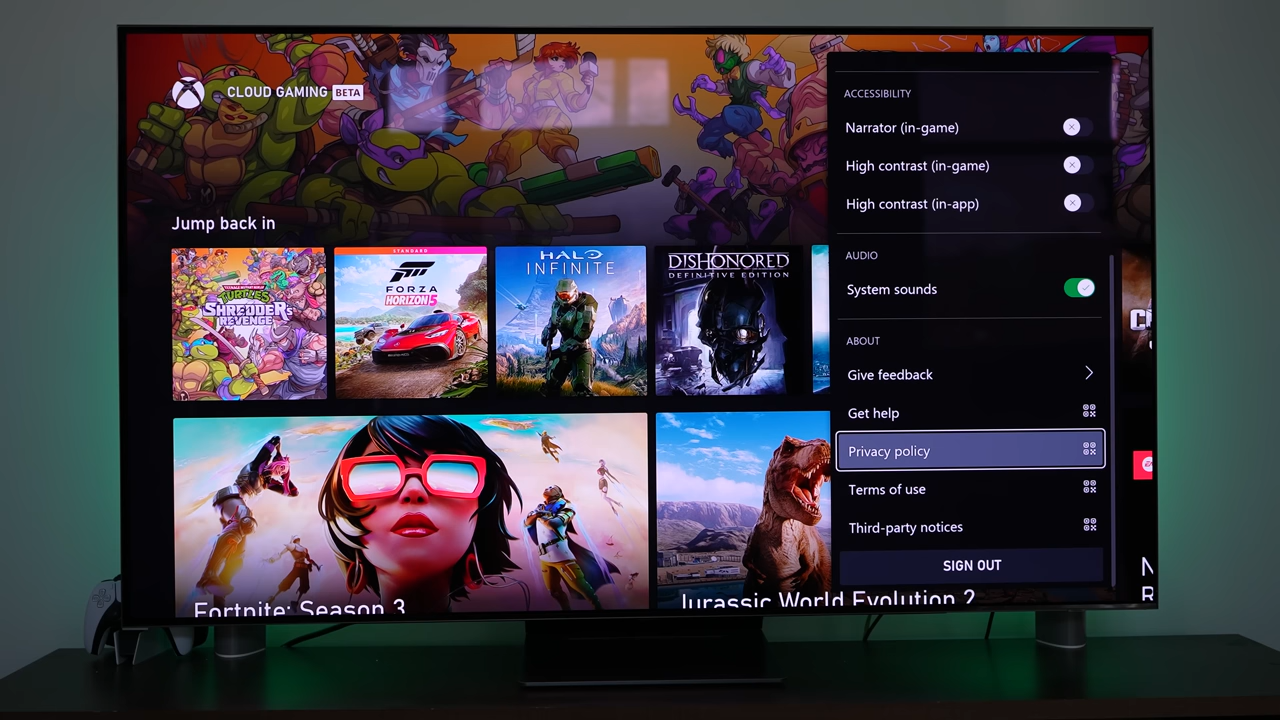 CLOUD GAMING BETA
Jump back in
TEENAGE MUTANT NINJA
TURTLES
SHREDDER'S
REVENGE
STANDARD
FORZA
HORIZON 5
HALO
INFINITE
DISHONORED
DEFINITIVE EDITION
Fortnite: Season 3
Jurassic World Evolution 2
ACCESSIBILITY
Narrator (in-game)
High contrast (in-game)
High contrast (in-app)
AUDIO
System sounds
ABOUT
Give feedback
Get help
Privacy policy
Terms of use
Third-party notices
SIGN OUT